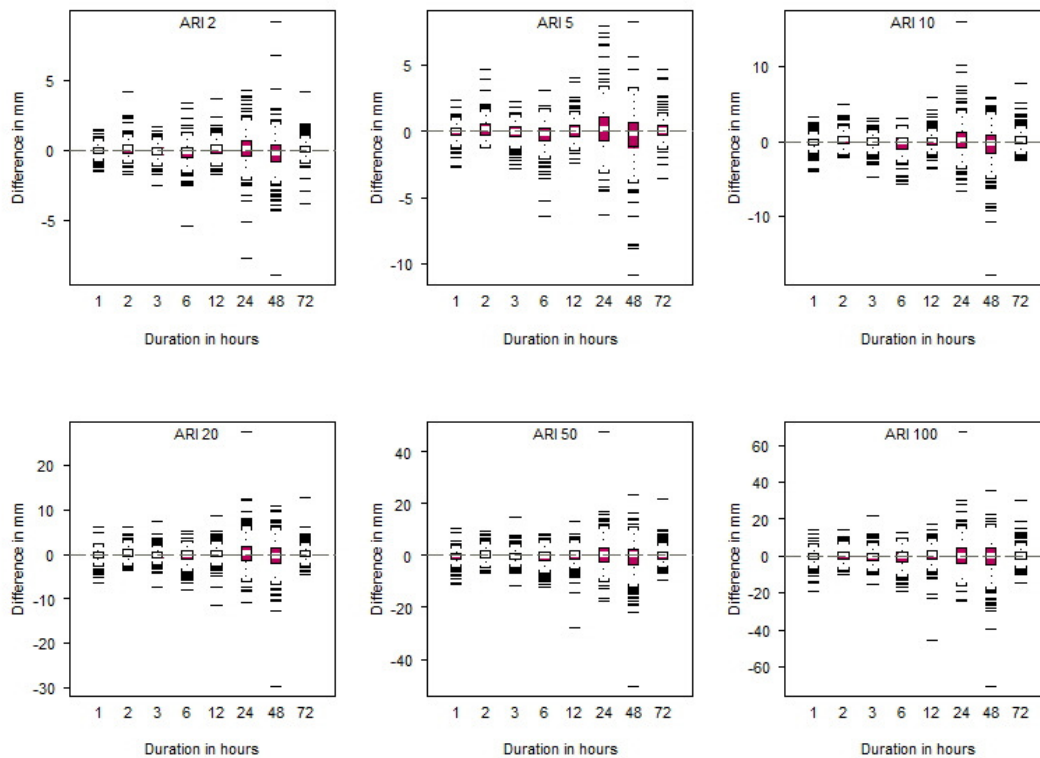 ARI 2
Difference in mm
5
0
-5
1 2 3 6 12 24 48 72
Duration in hours
ARI 5
Difference in mm
5
0
-5
-10
1 2 3 6 12 24 48 72
Duration in hours
ARI 10
Difference in mm
10
0
-10
1 2 3 6 12 24 48 72
Duration in hours
ARI 20
Difference in mm
20
10
0
-10
-20
-30
1 2 3 6 12 24 48 72
Duration in hours
ARI 50
Difference in mm
40
20
0
-20
-40
1 2 3 6 12 24 48 72
Duration in hours
ARI 100
Difference in mm
60
40
20
0
-20
-40
-60
1 2 3 6 12 24 48 72
Duration in hours